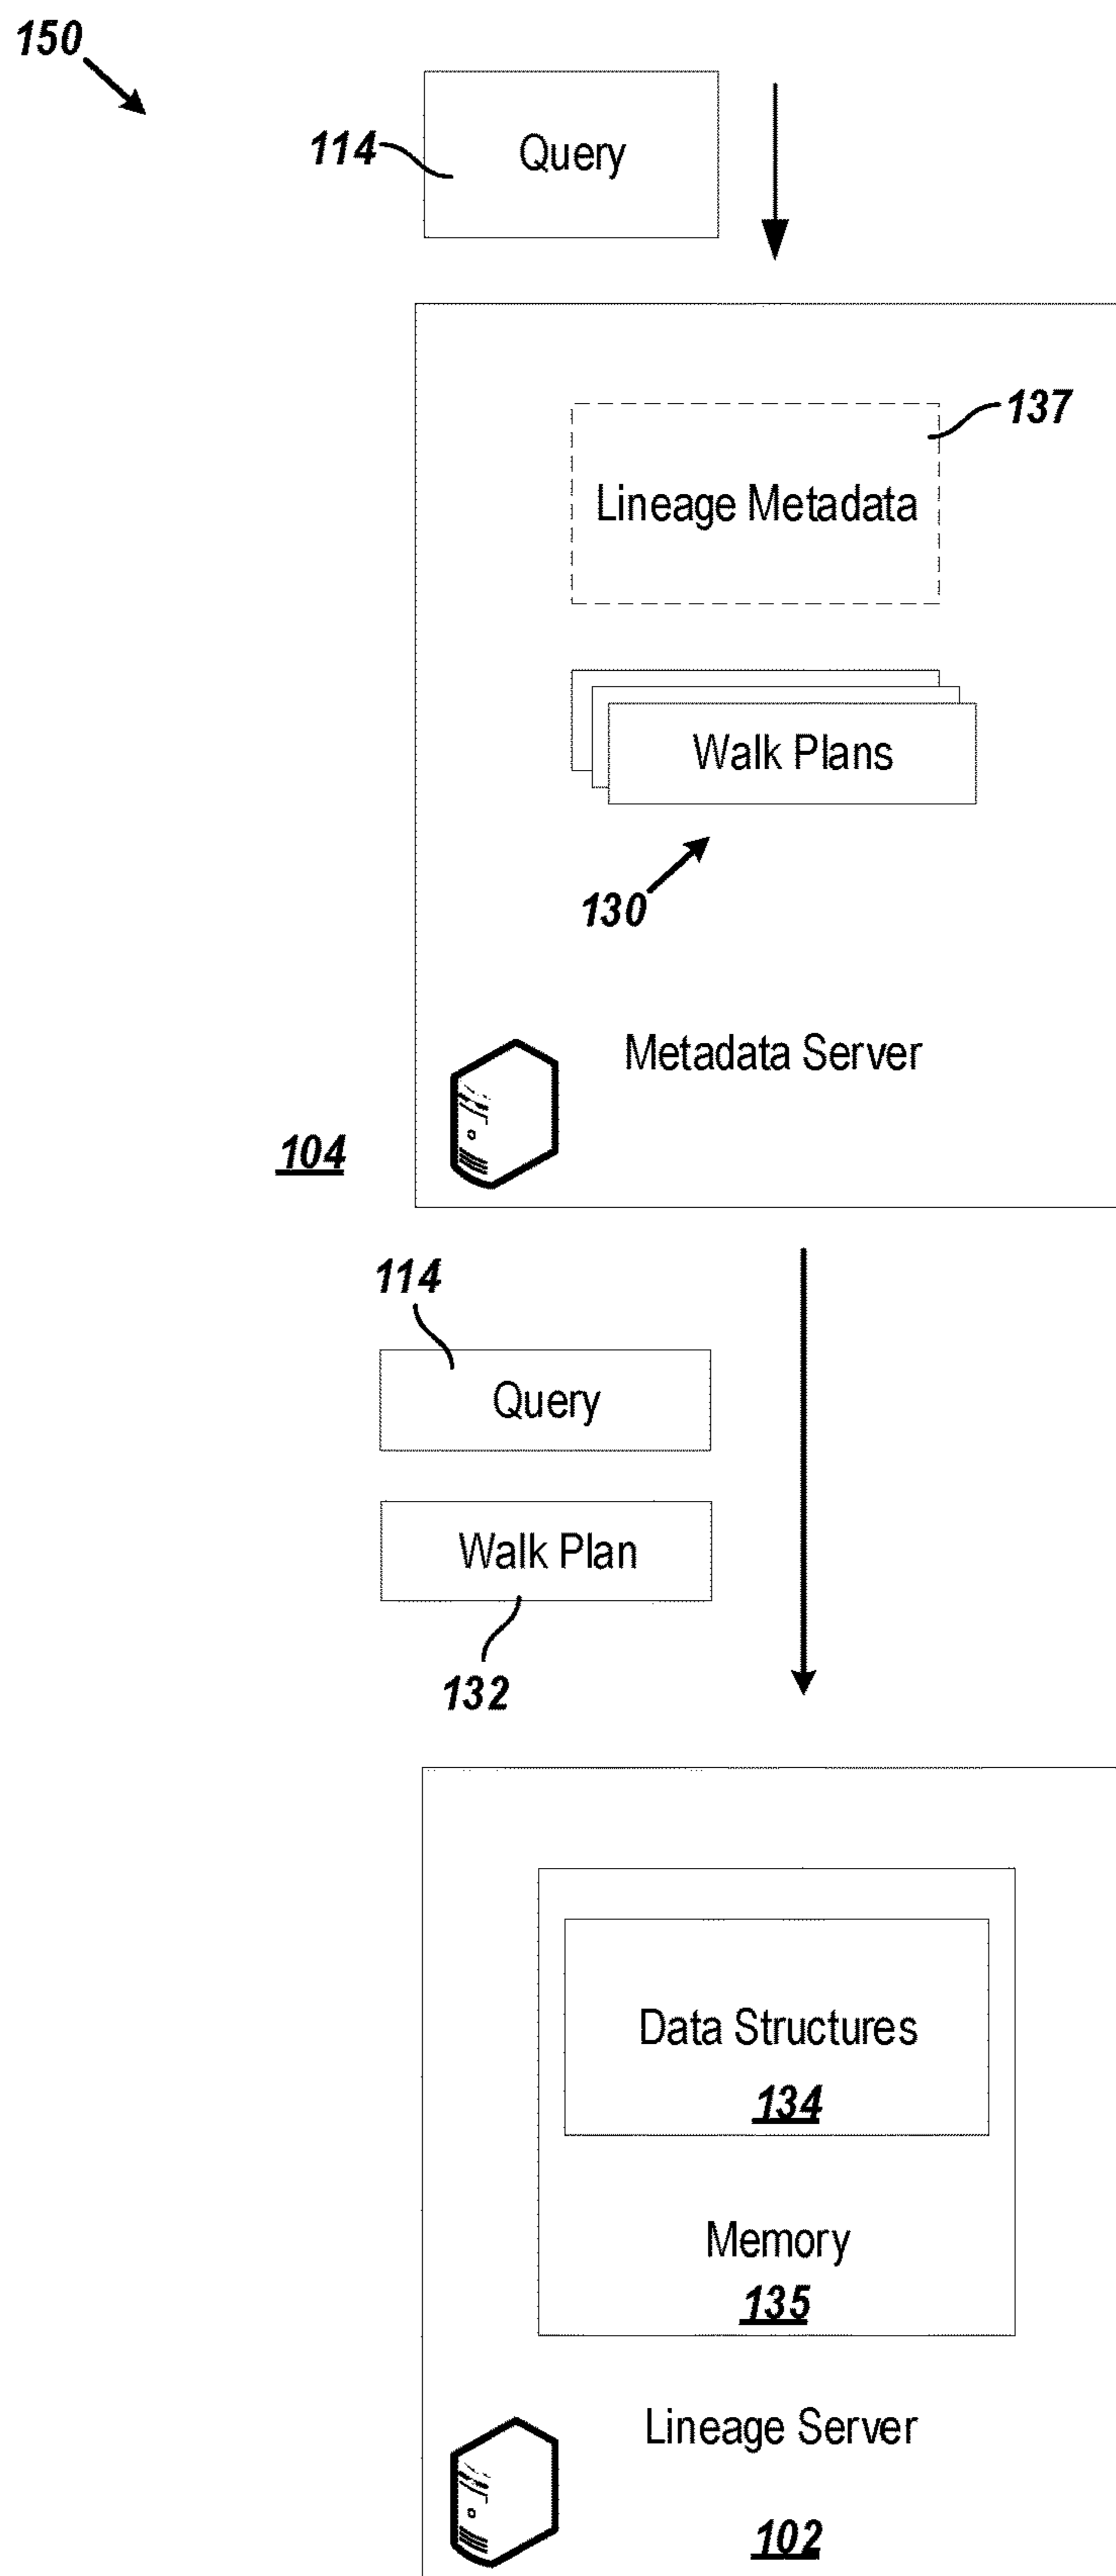 150
114
Query
137
Lineage Metadata
Walk Plans
130
Metadata Server
104
114
Query
Walk Plan
132
Data Structures
134
Memory
135
Lineage Server
102